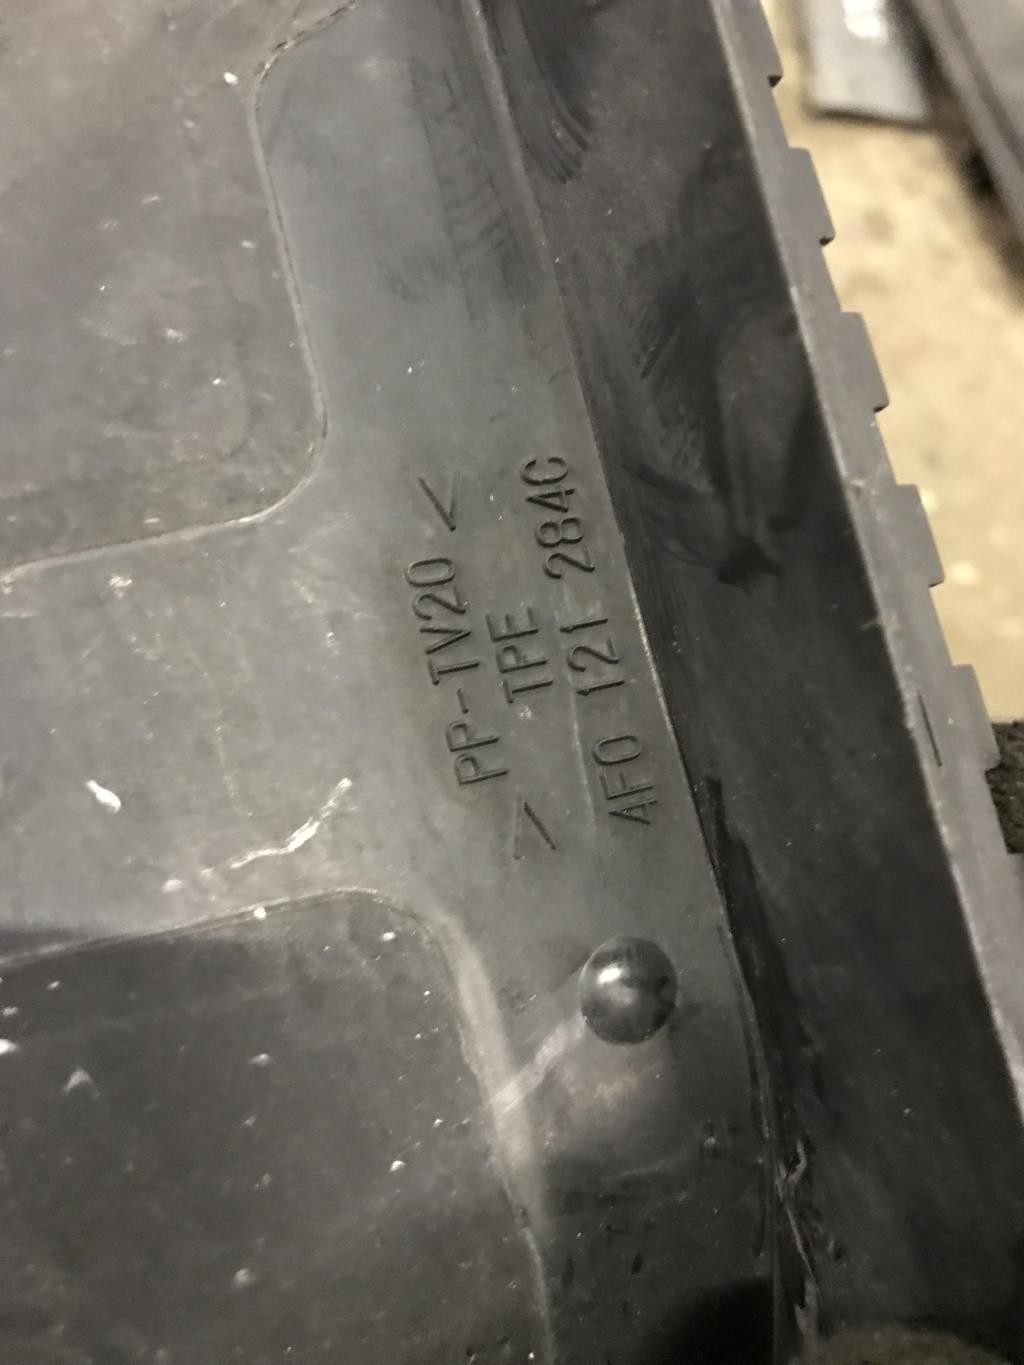 > PP-TV20 <
TPE
4F0 121 284C